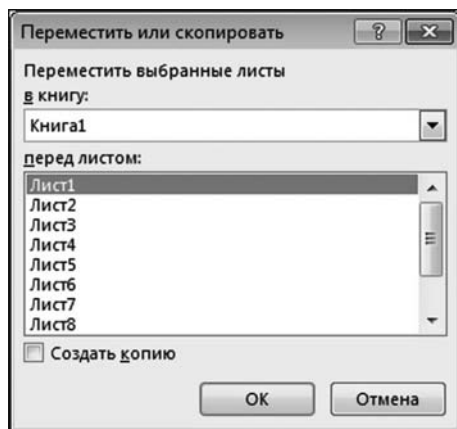 Переместить или скопировать
Переместить выбранные листы
в книгу:
Книга1
перед листом:
Лист1
Лист2
Лист3
Лист4
Лист5
Лист6
Лист7
Лист8
Создать копию
ОК
Отмена